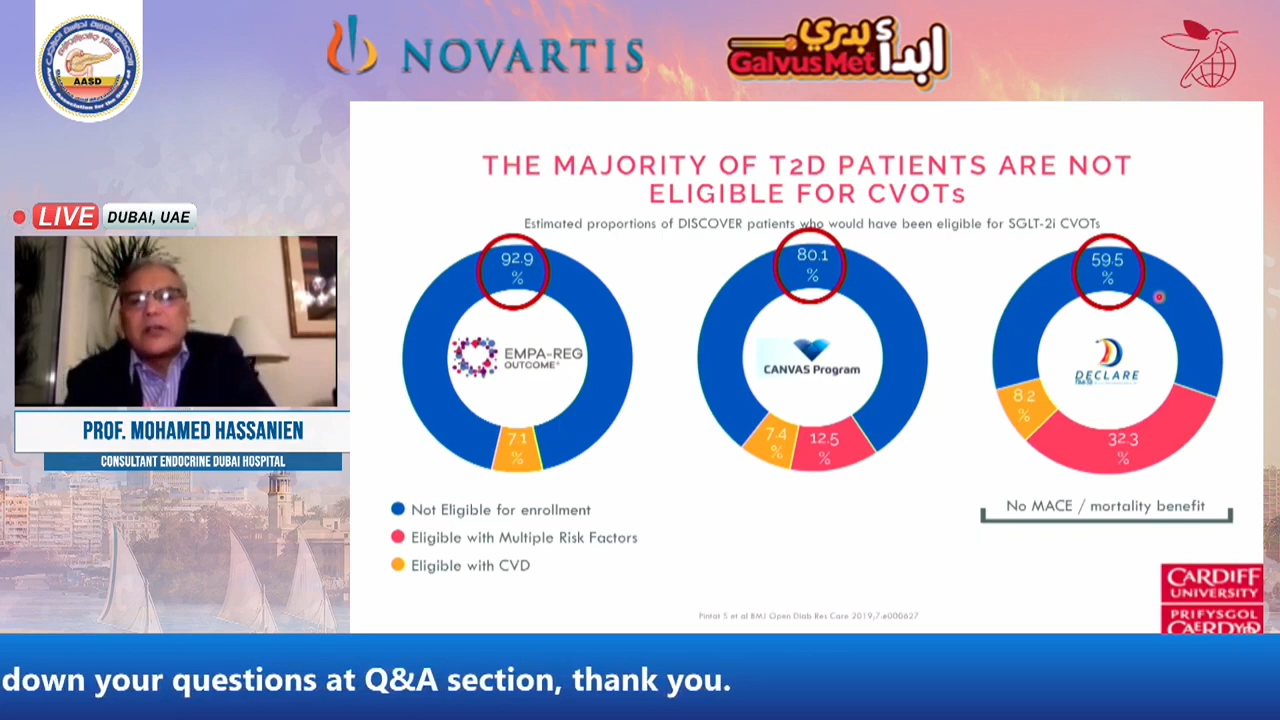 AASD
NOVARTIS
ابدأ بدري
GalvusMet
LIVE
DUBAI, UAE
PROF. MOHAMED HASSANIEN
CONSULTANT ENDOCRINE DUBAI HOSPITAL
THE MAJORITY OF T2D PATIENTS ARE NOT
ELIGIBLE FOR CVOTs
Estimated proportions of DISCOVER patients who would have been eligible for SGLT-2i CVOTs
92.9
%
EMPA-REG
OUTCOME®
7.1
%
80.1
%
CANVAS Program
7.4
%
12.5
%
59.5
%
DECLARE
8.2
%
32.3
%
Not Eligible for enrollment
Eligible with Multiple Risk Factors
Eligible with CVD
No MACE / mortality benefit
Pintat S et al BMJ Open Diab Res Care 2019;7:e000627
CARDIFF
UNIVERSITY
PRIFYSGOL
CAERDYD
down your questions at Q&A section, thank you.